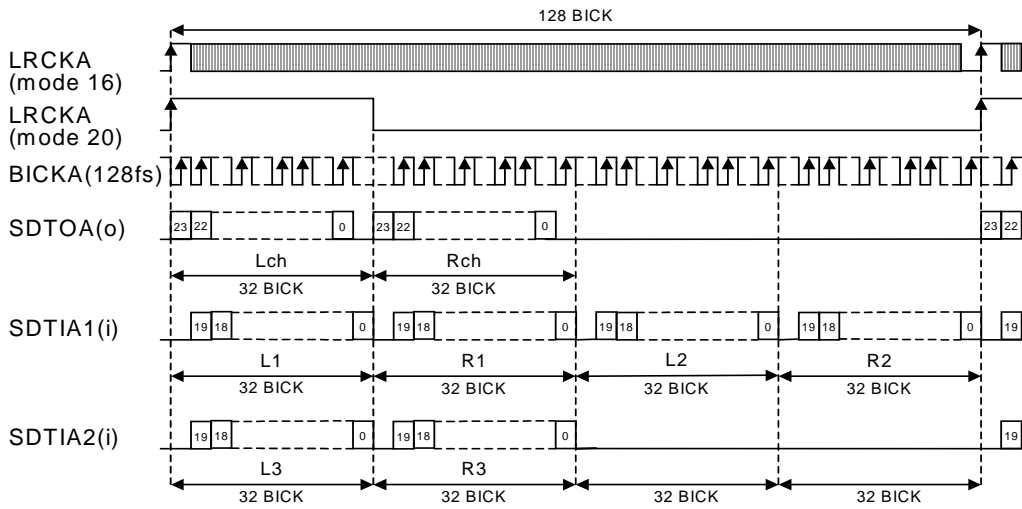 128 BICK
LRCKA
(mode 16)
LRCKA
(mode 20)
BICKA(128fs)
SDTOA(o)
23 22 0 23 22 0 23 22
Lch Rch
32 BICK 32 BICK
SDTIA1(i)
19 18 0 19 18 0 19 18 0 19 18 0 19
L1 R1 L2 R2
32 BICK 32 BICK 32 BICK 32 BICK
SDTIA2(i)
19 18 0 19 18 0 19
L3 R3
32 BICK 32 BICK 32 BICK 32 BICK